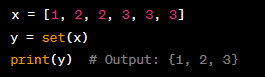 x = [1, 2, 2, 3, 3, 3]
y = set(x)
print(y)  # Output: {1, 2, 3}